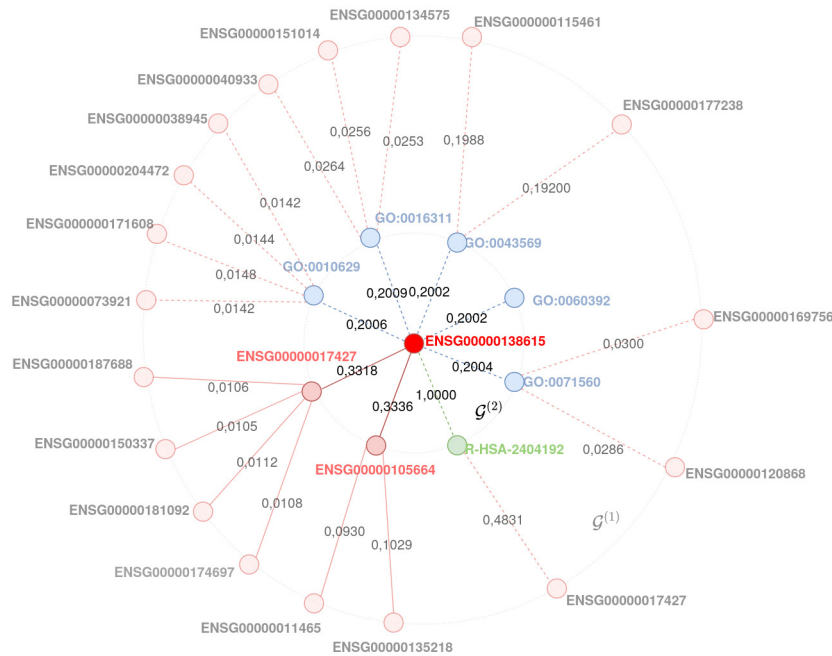 ENSG00000134575
ENSG00000115461
ENSG00000151014
ENSG00000040933
ENSG00000177238
ENSG00000038945
0,0256
0,0253
0,1988
0,0264
ENSG00000204472
0,19200
0,0142
GO:0016311
ENSG000000171608
0,0144
GO:0043569
GO:0010629
0,0148
0,2009
0,2002
ENSG00000073921
0,0142
GO:0060392
ENSG00000169756
0,2006
0,2002
ENSG00000138615
0,0300
ENSG00000017427
ENSG00000187688
0,3318
0,2004
GO:0071560
0,0106
1,0000
0,3336
G(2)
0,0105
R-HSA-2404192
0,0286
ENSG00000150337
0,0112
ENSG00000105664
ENSG00000120868
0,0108
ENSG00000181092
0,4831
G(1)
0,0930
0,1029
ENSG00000174697
ENSG00000017427
ENSG00000011465
ENSG00000135218